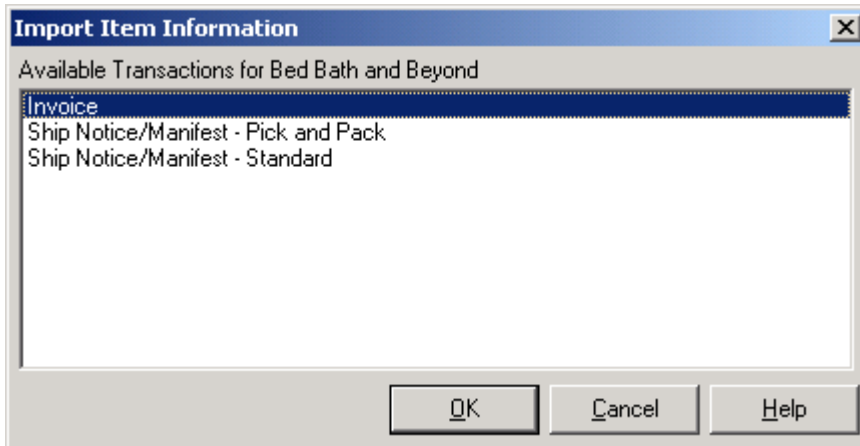 Import Item Information
Available Transactions for Bed Bath and Beyond
Invoice
Ship Notice/Manifest - Pick and Pack
Ship Notice/Manifest - Standard
OK Cancel Help